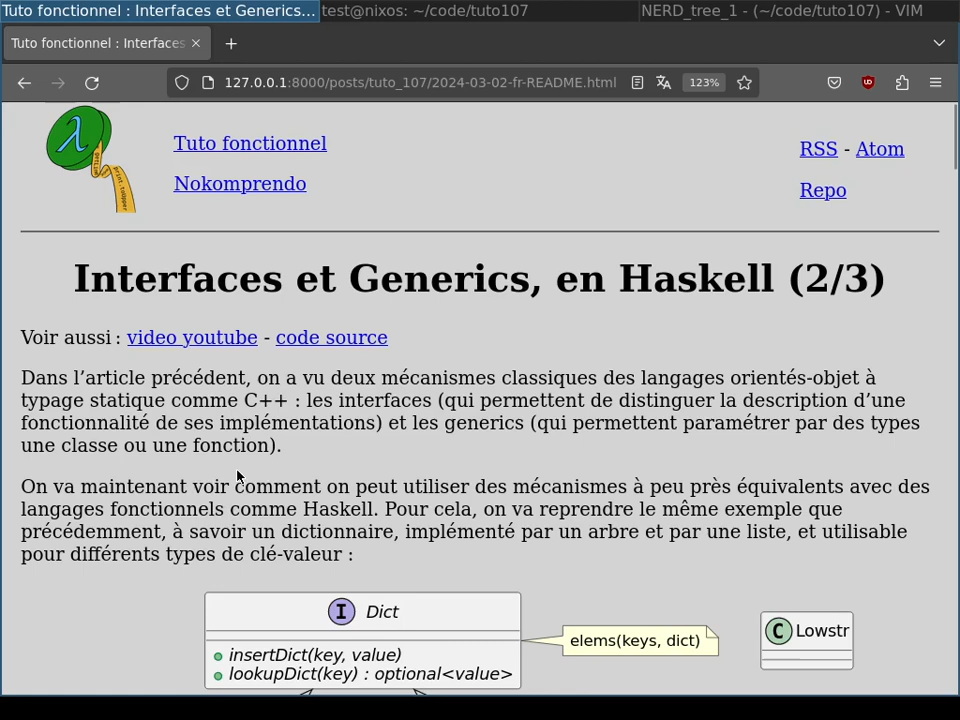 Tuto fonctionnel : Interfaces et Generics... test@nixos: ~/code/tuto107 NERD_tree_1 - (~/code/tuto107) - VIM
Tuto fonctionnel : Interfaces
127.0.0.1:8000/posts/tuto_107/2024-03-02-fr-README.html 123%
λ
Tuto fonctionnel
RSS - Atom
Nokomprendo
Repo
Interfaces et Generics, en Haskell (2/3)
Voir aussi : video youtube - code source
Dans l’article précédent, on a vu deux mécanismes classiques des langages orientés-objet à
typage statique comme C++ : les interfaces (qui permettent de distinguer la description d’une
fonctionnalité de ses implémentations) et les generics (qui permettent paramétrer par des types
une classe ou une fonction).
On va maintenant voir comment on peut utiliser des mécanismes à peu près équivalents avec des
langages fonctionnels comme Haskell. Pour cela, on va reprendre le même exemple que
précédemment, à savoir un dictionnaire, implémenté par un arbre et par une liste, et utilisable
pour différents types de clé-valeur :
I Dict
elems(keys, dict)
C Lowstr
insertDict(key, value)
lookupDict(key) : optional<value>